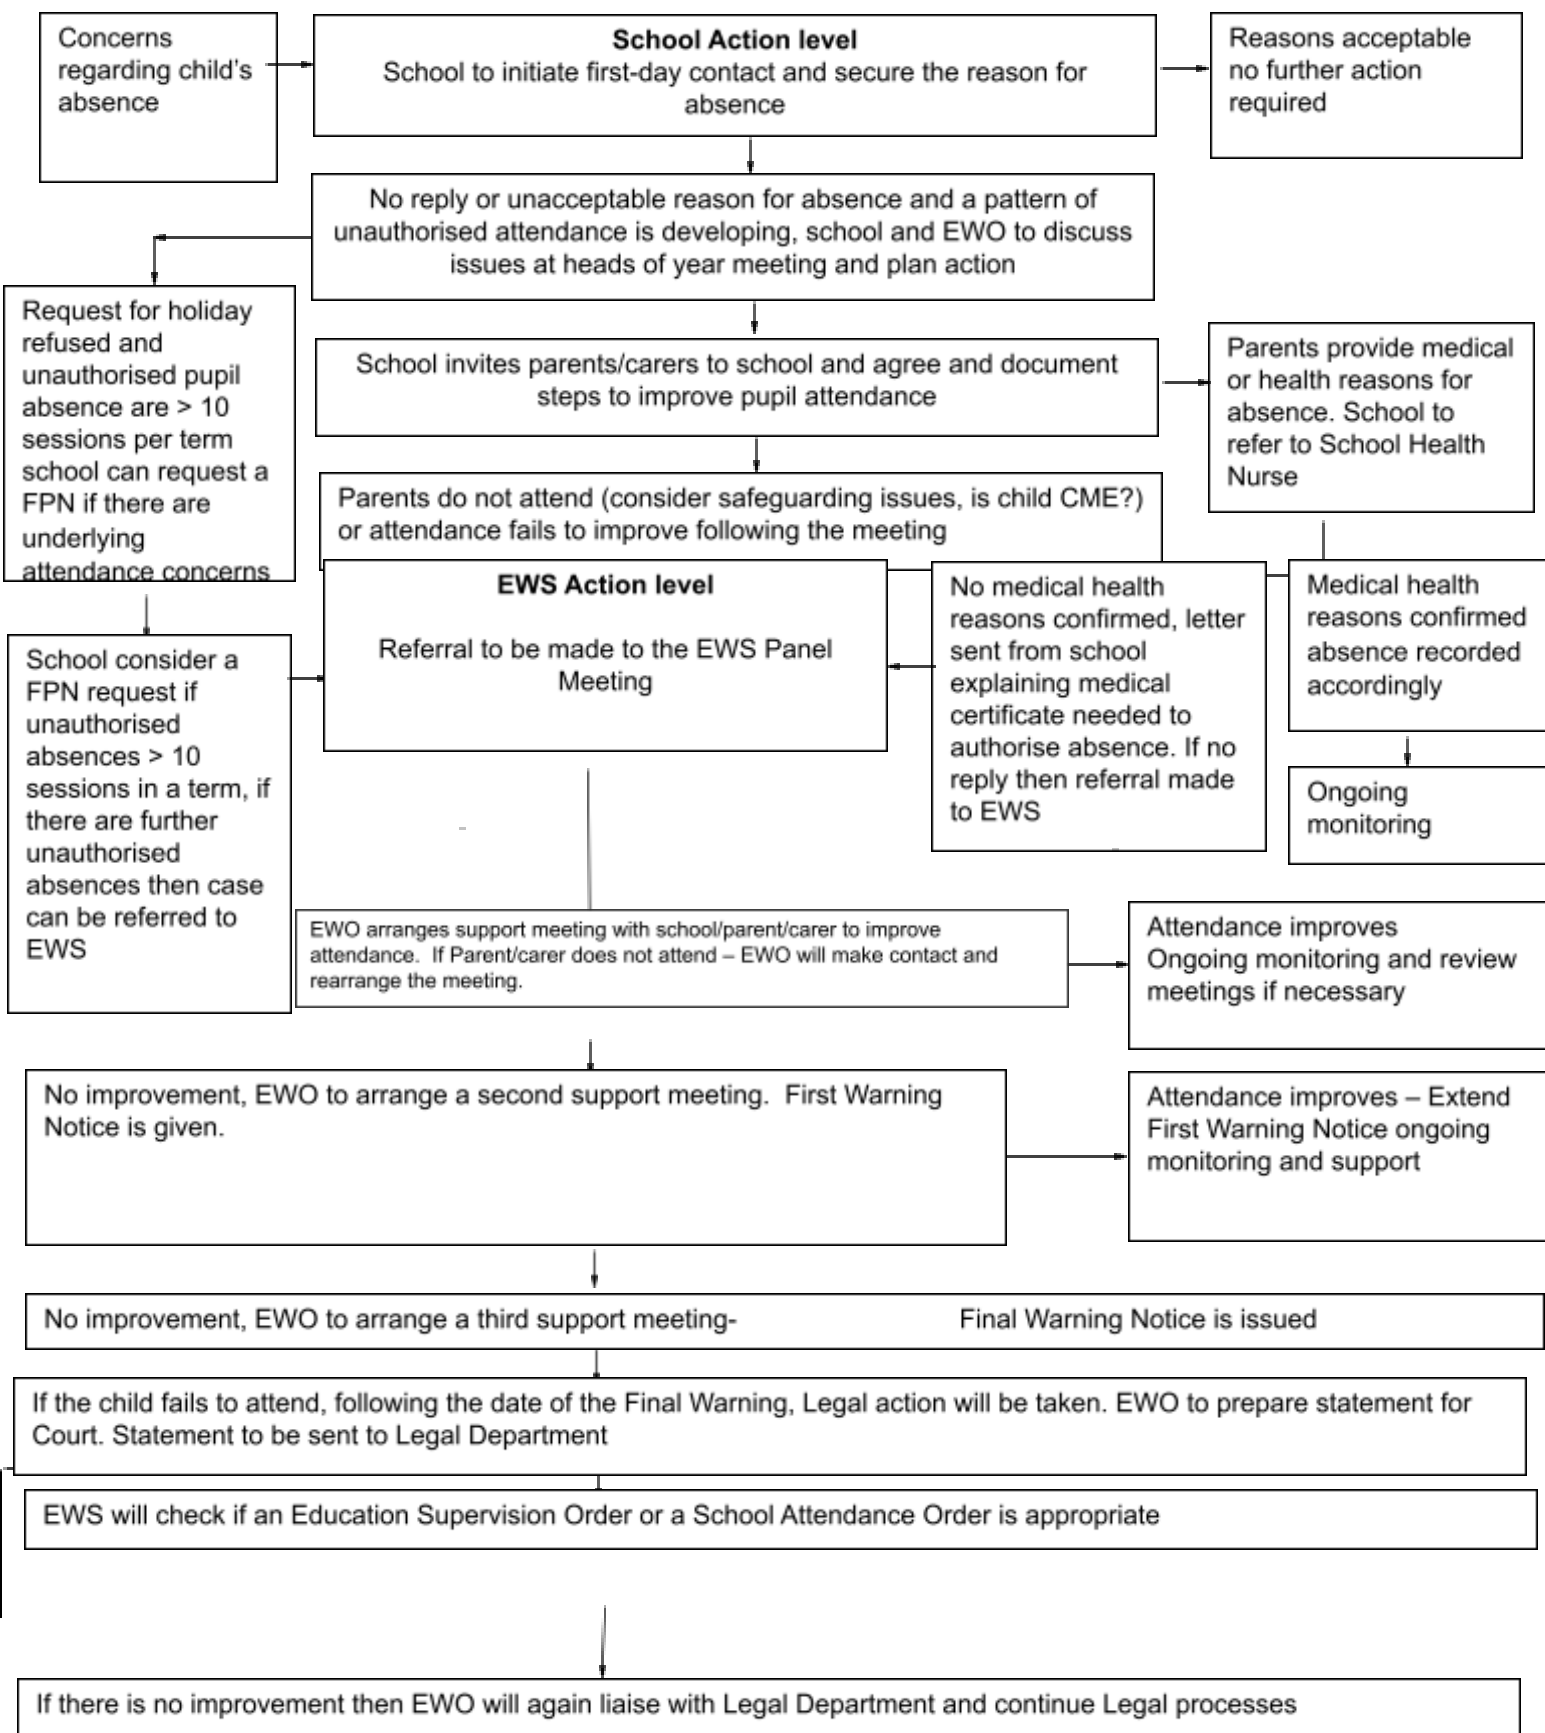 Concerns
regarding child's
absence
School Action level
School to initiate first-day contact and secure the reason for
absence
Reasons acceptable
no further action
required
No reply or unacceptable reason for absence and a pattern of
unauthorised attendance is developing, school and EWO to discuss
issues at heads of year meeting and plan action
Request for holiday
refused and
unauthorised pupil
absence are > 10
sessions per term
school can request a
FPN if there are
underlying
attendance concerns
School invites parents/carers to school and agree and document
steps to improve pupil attendance
Parents provide medical
or health reasons for
absence. School to
refer to School Health
Nurse
Parents do not attend (consider safeguarding issues, is child CME?)
or attendance fails to improve following the meeting
EWS Action level
Referral to be made to the EWS Panel
Meeting
No medical health
reasons confirmed, letter
sent from school
explaining medical
certificate needed to
authorise absence. If no
reply then referral made
to EWS
Medical health
reasons confirmed
absence recorded
accordingly
Ongoing
monitoring
School consider a
FPN request if
unauthorised
absences > 10
sessions in a term, if
there are further
unauthorised
absences then case
can be referred to
EWS
EWO arranges support meeting with school/parent/carer to improve
attendance.  If Parent/carer does not attend – EWO will make contact and
rearrange the meeting.
Attendance improves
Ongoing monitoring and review
meetings if necessary
No improvement, EWO to arrange a second support meeting.  First Warning
Notice is given.
Attendance improves – Extend
First Warning Notice ongoing
monitoring and support
No improvement, EWO to arrange a third support meeting- Final Warning Notice is issued
If the child fails to attend, following the date of the Final Warning, Legal action will be taken. EWO to prepare statement for
Court. Statement to be sent to Legal Department
EWS will check if an Education Supervision Order or a School Attendance Order is appropriate
If there is no improvement then EWO will again liaise with Legal Department and continue Legal processes